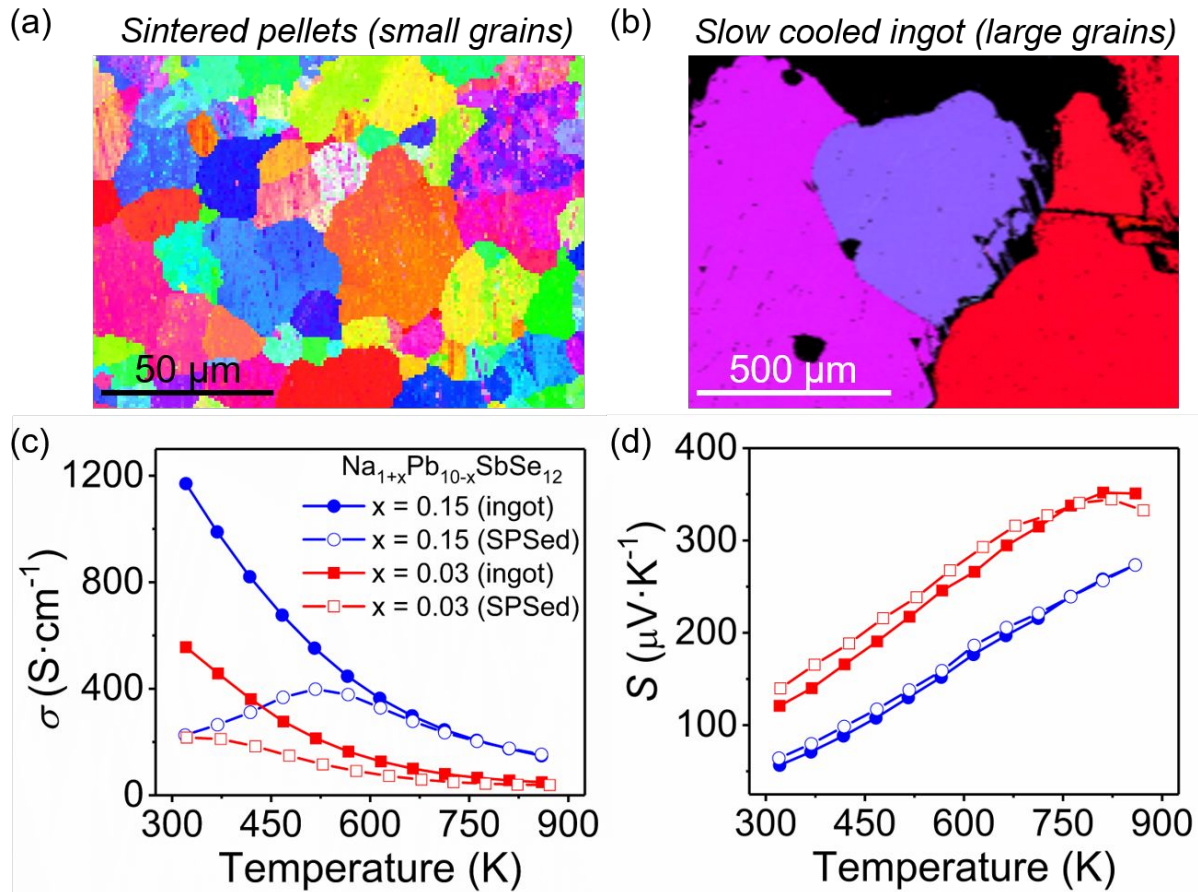 (a) Sintered pellets (small grains)
50 μm
(b) Slow cooled ingot (large grains)
500 μm
(c)
1200
800
400
0
σ (S·cm⁻¹)
Na₁₊ₓPb₁₀₋ₓSbSe₁₂
x = 0.15 (ingot)
x = 0.15 (SPSed)
x = 0.03 (ingot)
x = 0.03 (SPSed)
300 450 600 750 900
Temperature (K)
(d)
400
300
200
100
S (μV·K⁻¹)
300 450 600 750 900
Temperature (K)